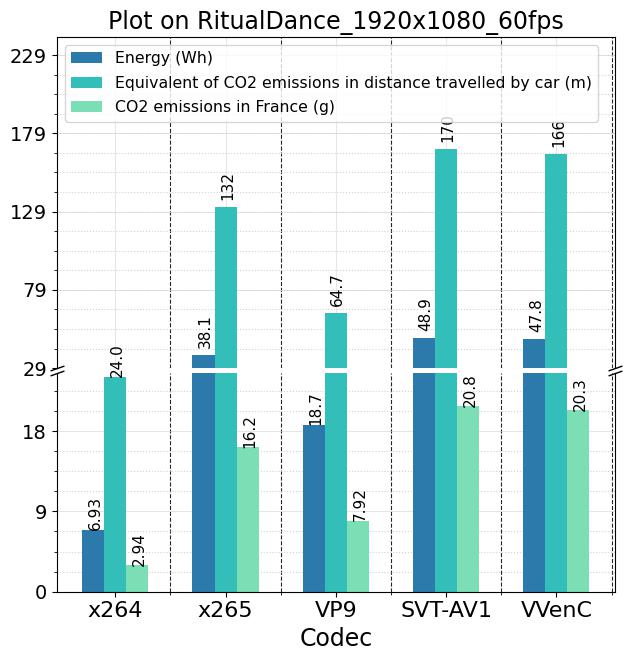 Plot on RitualDance_1920x1080_60fps
Energy (Wh)
Equivalent of CO2 emissions in distance travelled by car (m)
CO2 emissions in France (g)
229
179
129
79
29
18
9
0
6.93
24.0
2.94
38.1
132
16.2
18.7
64.7
7.92
48.9
170
20.8
47.8
166
20.3
x264
x265
VP9
SVT-AV1
VVenC
Codec